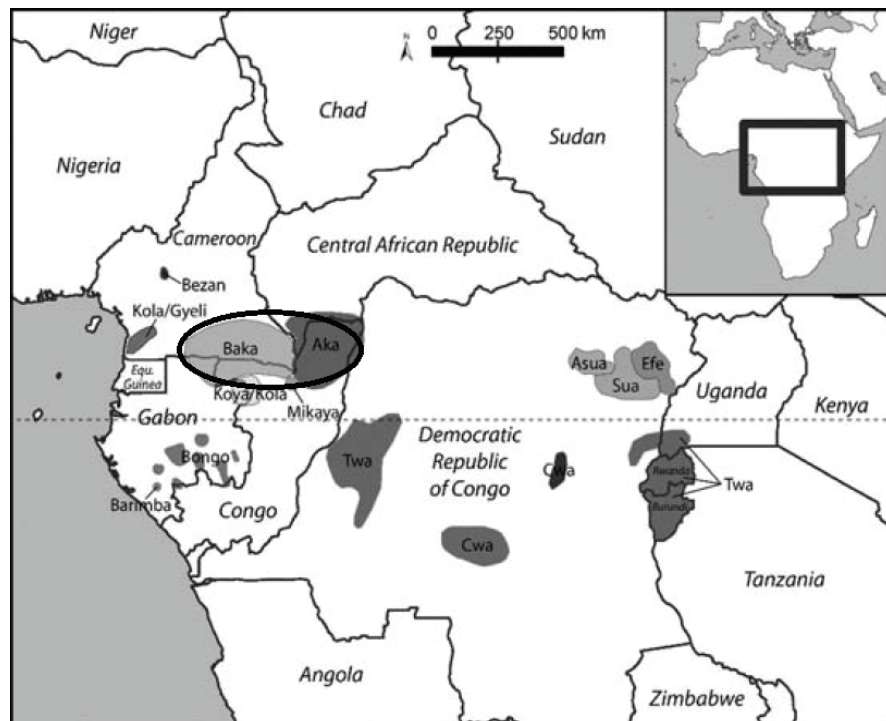 Niger
N
0 250 500 km
Chad
Sudan
Nigeria
Cameroon
Central African Republic
Bezan
Kola/Gyeli
Baka
Aka
Equ.
Guinea
Koya/Kola
Mikaya
Gabon
Asua
Efe
Sua
Uganda
Kenya
Bongo
Barimba
Congo
Twa
Democratic
Republic
of Congo
Cwa
Cwa
Rwanda
Twa
Burundi
Tanzania
Angola
Zimbabwe